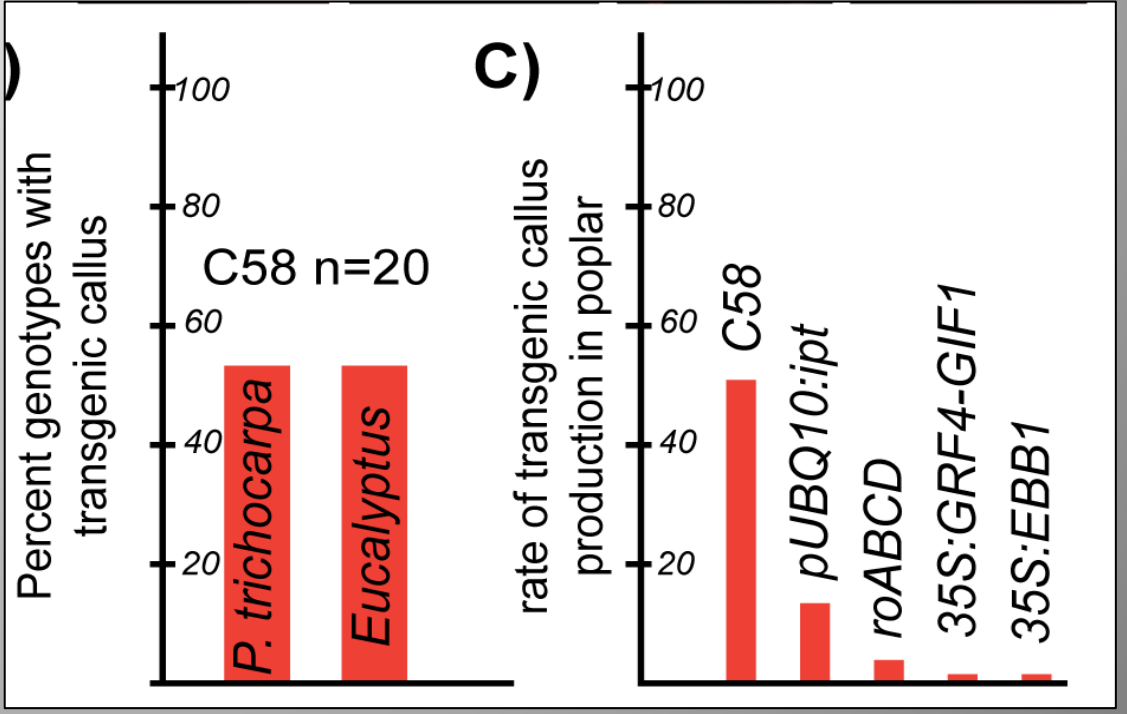 )
Percent genotypes with
transgenic callus
100
80
60
40
20
C58 n=20
P. trichocarpa
Eucalyptus
C)
rate of transgenic callus
production in poplar
100
80
60
40
20
C58
pUBQ10:ipt
roABCD
35S:GRF4-GIF1
35S:EBB1